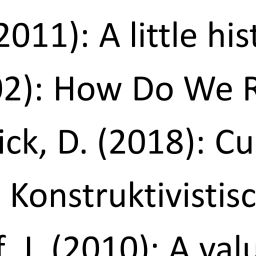 2011): A little hist
02): How Do We R
ick, D. (2018): Cu
Konstruktivistisc
f, J. (2010): A valu